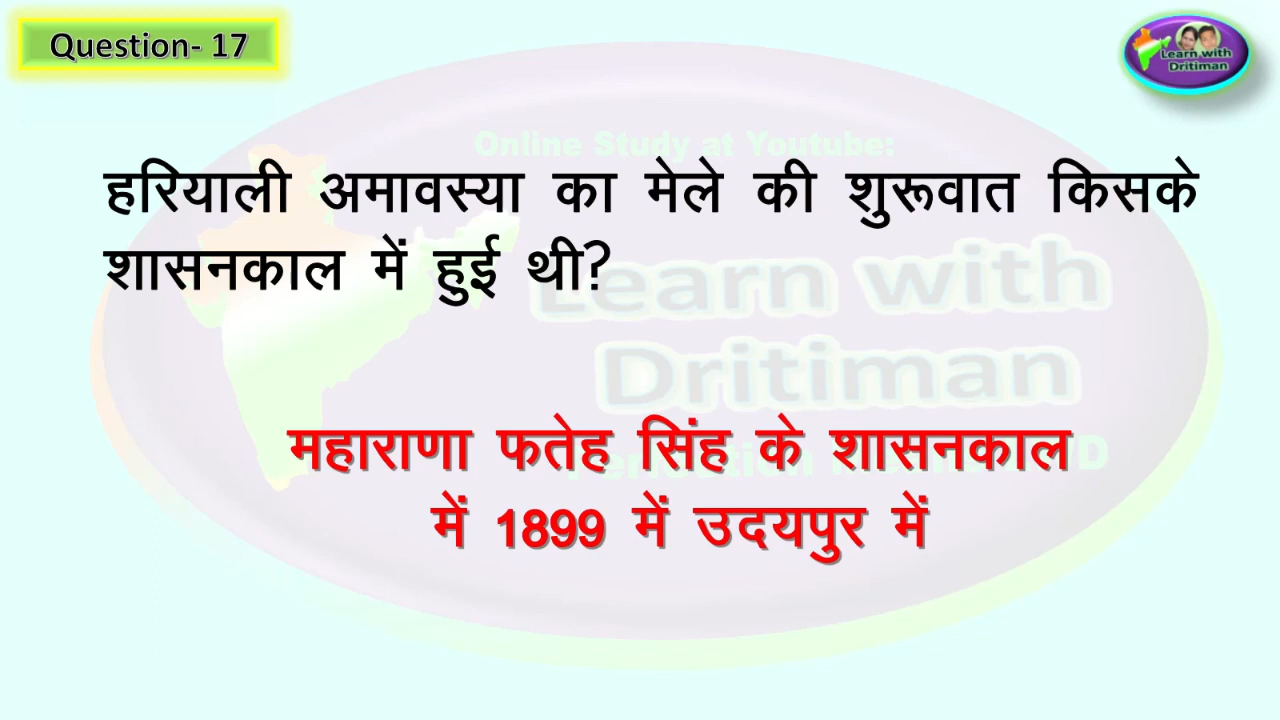 Question- 17
Learn with
Dritiman
Online Study at Youtube:
हरियाली अमावस्या का मेले की शुरूवात किसके
शासनकाल में हुई थी?
Learn with
Dritiman
महाराणा फतेह सिंह के शासनकाल
में 1899 में उदयपुर में